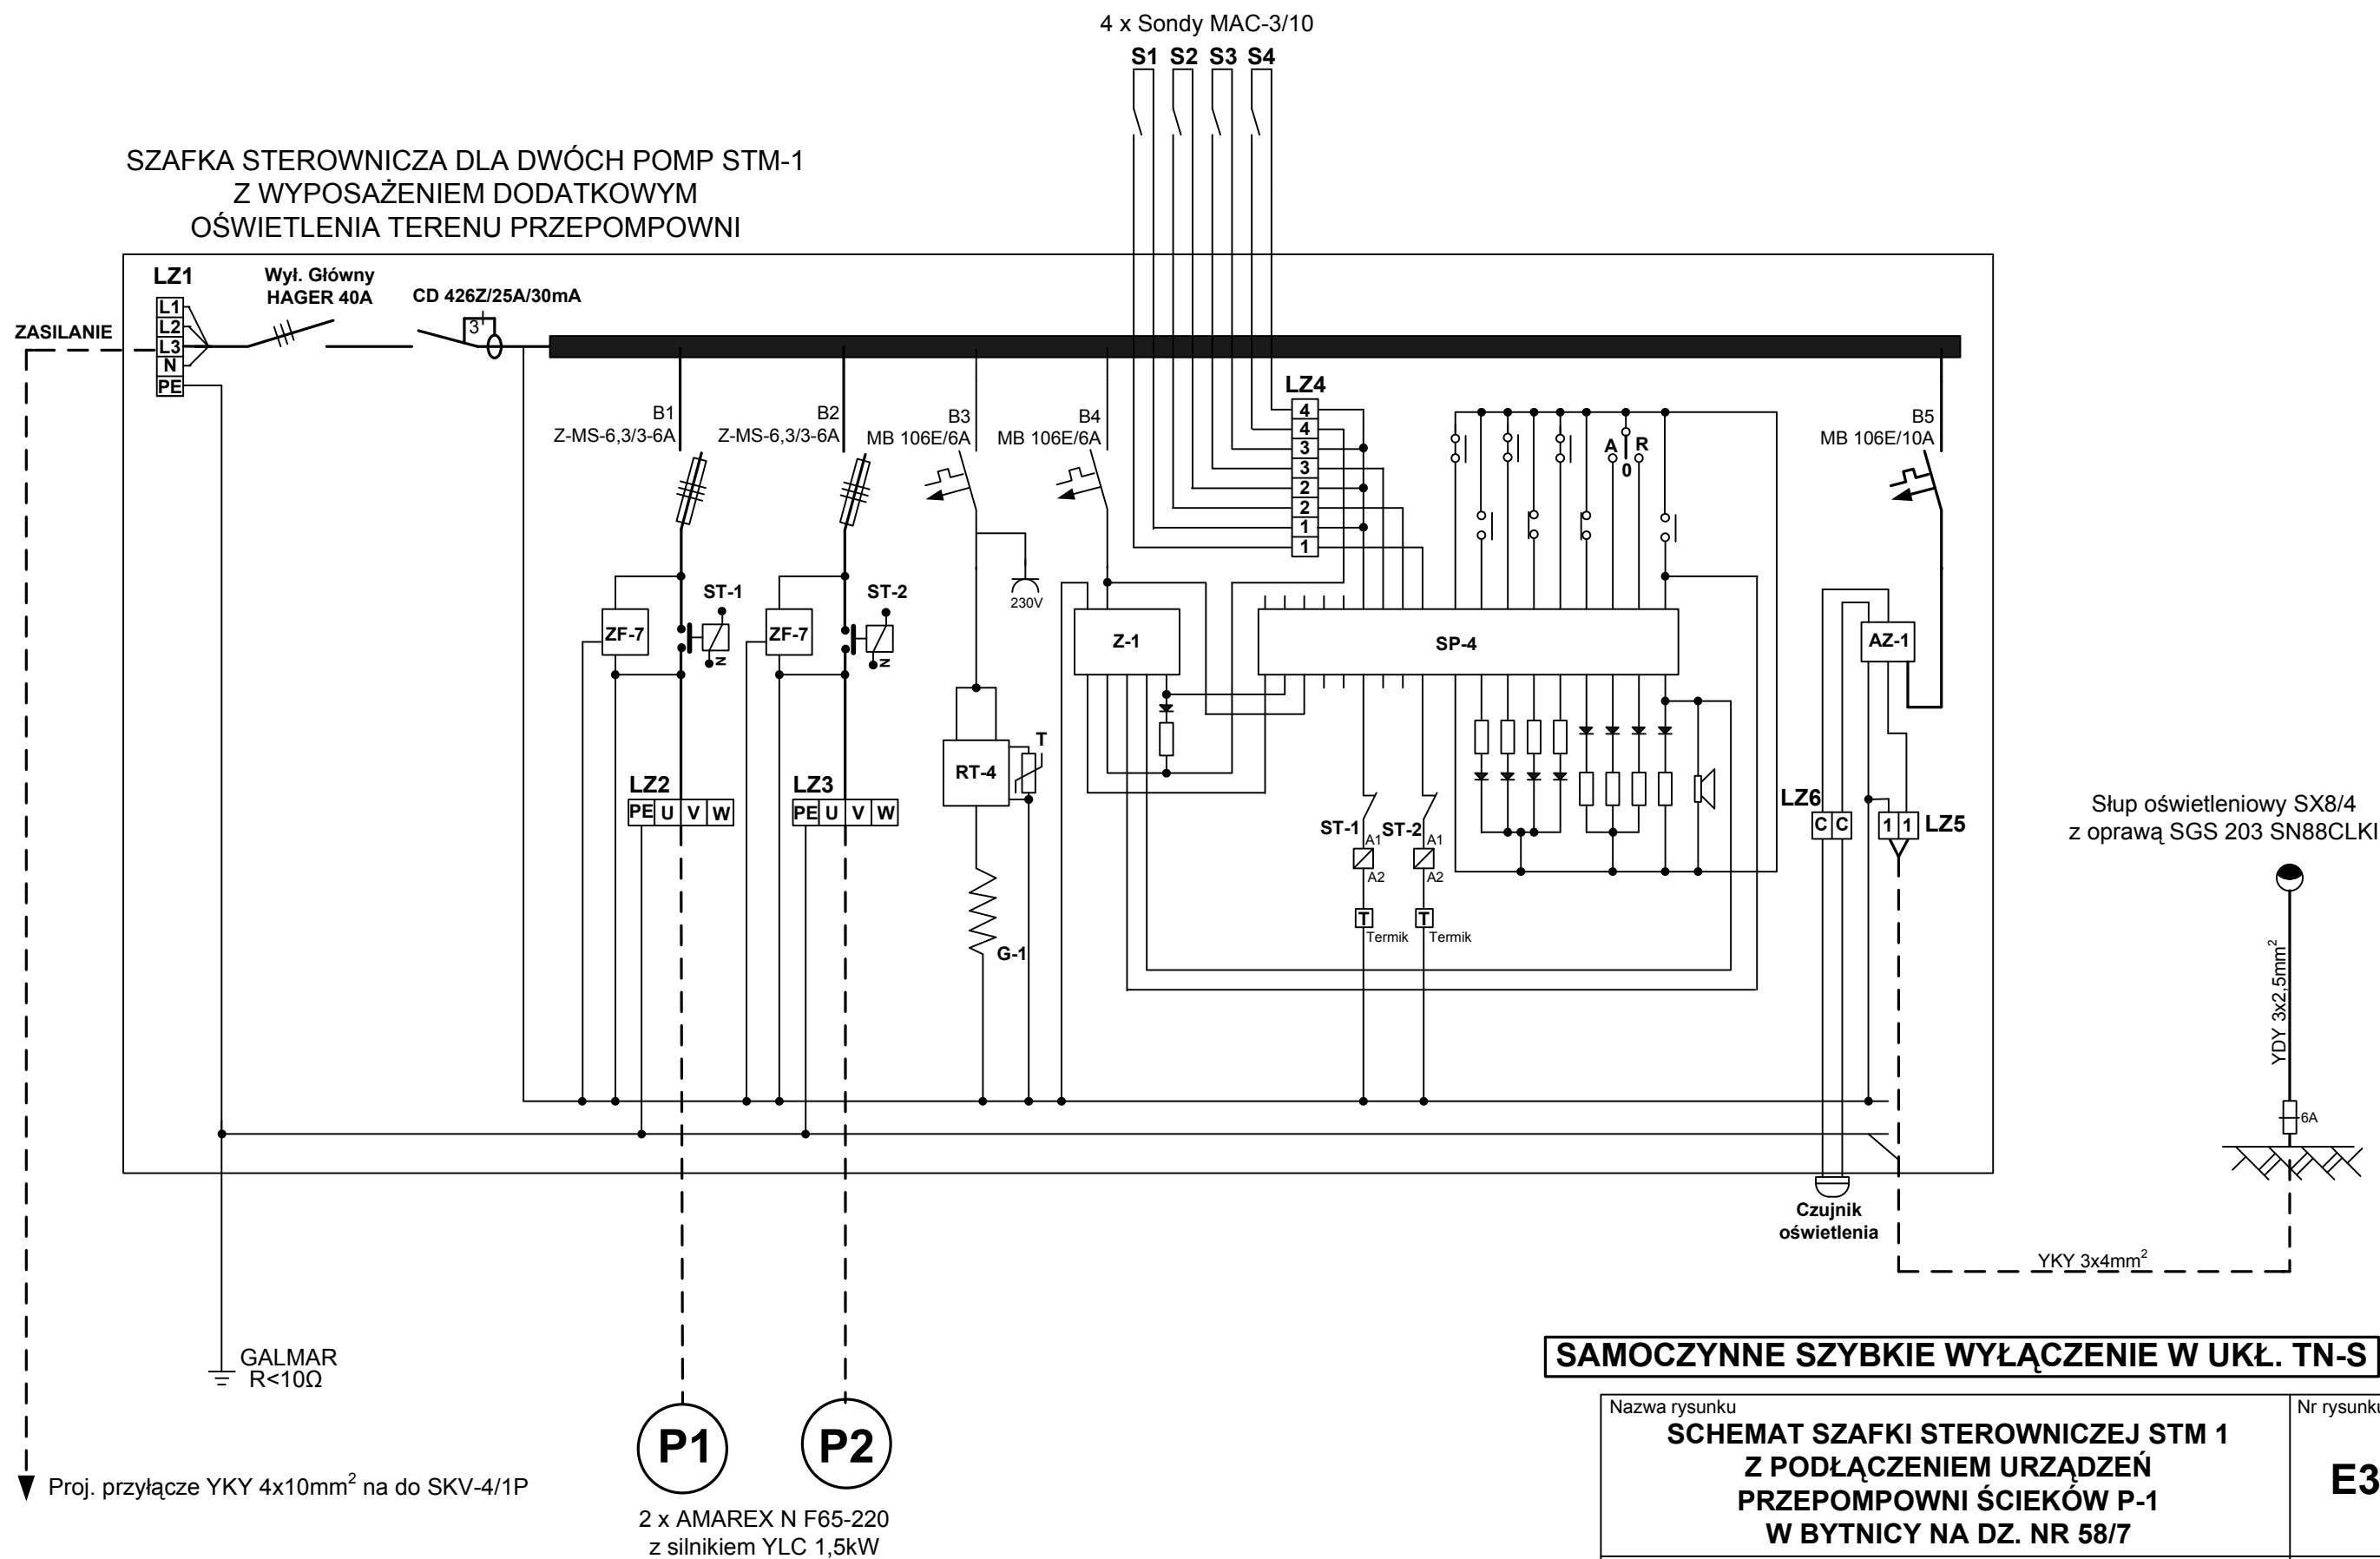 4 x Sondy MAC-3/10
S1 S2 S3 S4
SZAFKA STEROWNICZA DLA DWÓCH POMP STM-1
Z WYPOSAŻENIEM DODATKOWYM
OŚWIETLENIA TERENU PRZEPOMPOWNI
LZ1
Wył. Główny
HAGER 40A
CD 426Z/25A/30mA
ZASILANIE
L1
L2
L3
N
PE
3
B1
Z-MS-6,3/3-6A
B2
Z-MS-6,3/3-6A
B3
MB 106E/6A
B4
MB 106E/6A
LZ4
4
4
3
3
2
2
1
1
A R
0
B5
MB 106E/10A
ST-1
ZF-7
N
ST-2
ZF-7
N
230V
Z-1
SP-4
AZ-1
RT-4
T
G-1
LZ2
PE U V W
LZ3
PE U V W
ST-1
A1
A2
T
Termik
ST-2
A1
A2
T
Termik
LZ6
C C
1 1
LZ5
Słup oświetleniowy SX8/4
z oprawą SGS 203 SN88CLKI
YDY 3x2,5mm²
6A
Czujnik
oświetlenia
YKY 3x4mm²
GALMAR
R<10Ω
P1
P2
Proj. przyłącze YKY 4x10mm² na do SKV-4/1P
2 x AMAREX N F65-220
z silnikiem YLC 1,5kW
SAMOCZYNNE SZYBKIE WYŁĄCZENIE W UKŁ. TN-S
Nazwa rysunku
SCHEMAT SZAFKI STEROWNICZEJ STM 1
Z PODŁĄCZENIEM URZĄDZEŃ
PRZEPOMPOWNI ŚCIEKÓW P-1
W BYTNICY NA DZ. NR 58/7
Nr rysunku
E3